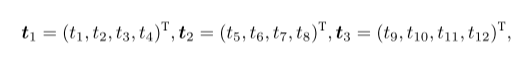 𝒕₁ = (t₁, t₂, t₃, t₄)ᵀ, 𝒕₂ = (t₅, t₆, t₇, t₈)ᵀ, 𝒕₃ = (t₉, t₁₀, t₁₁, t₁₂)ᵀ,